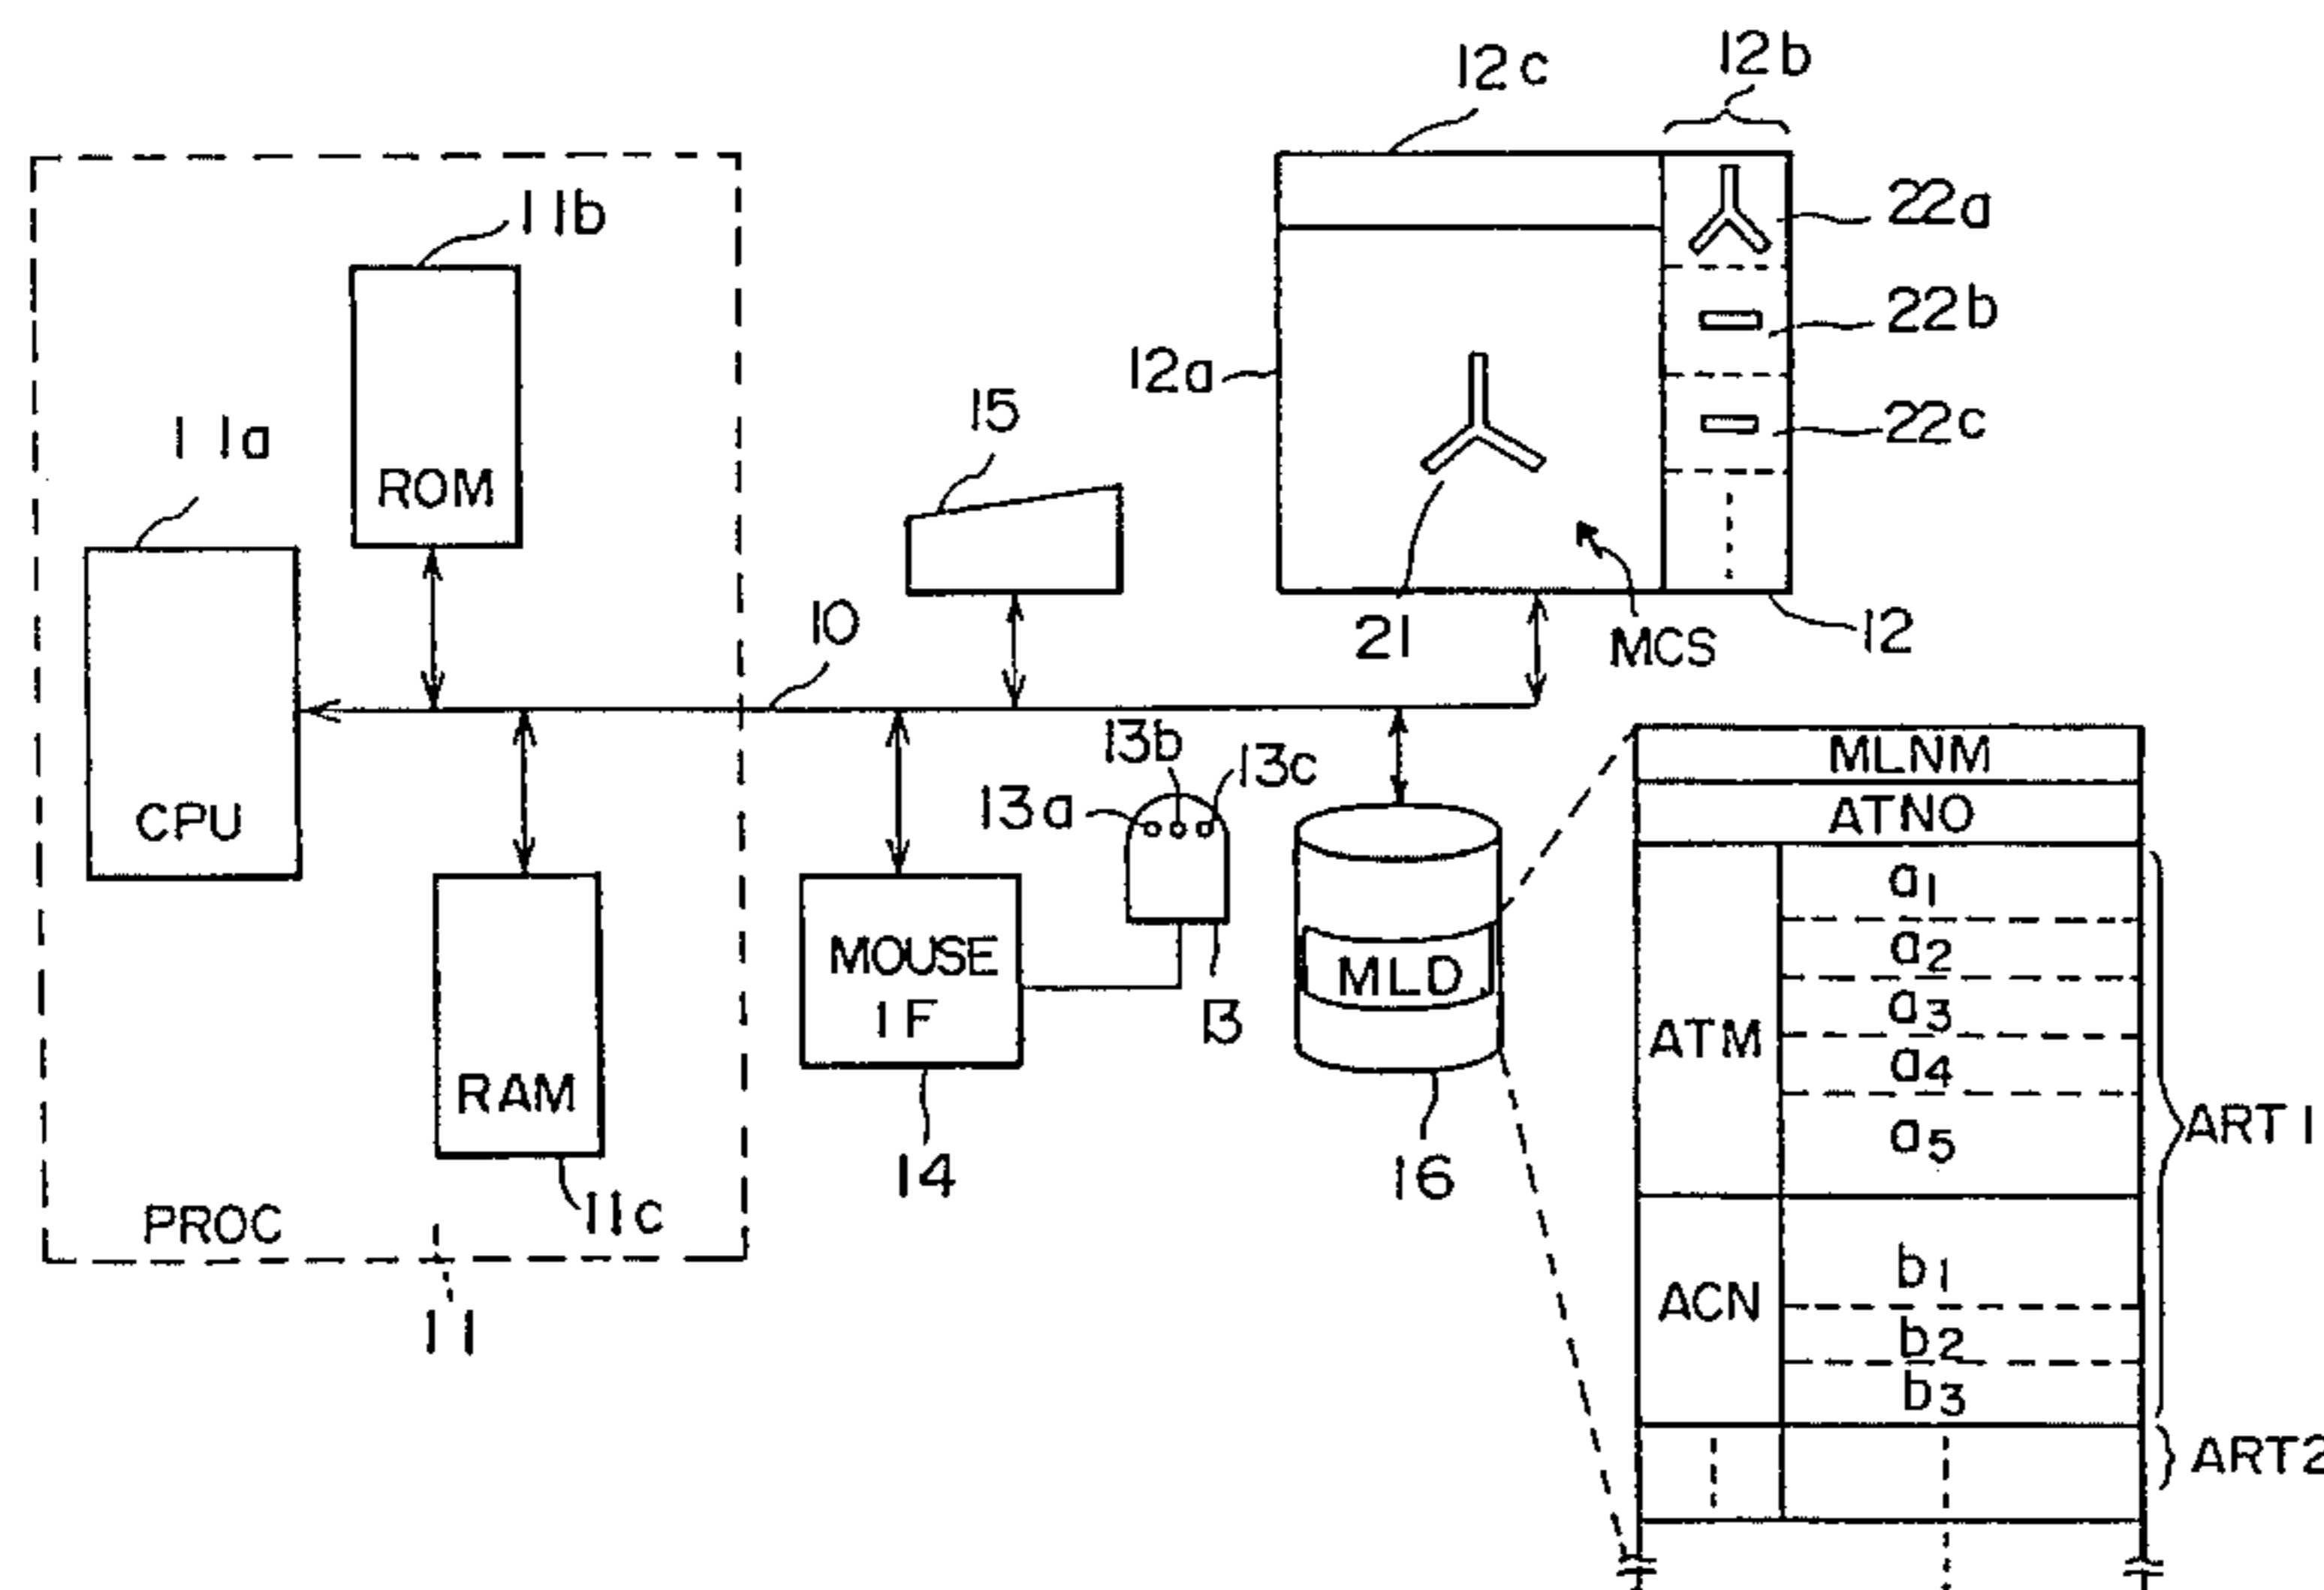 12b
12c
22a
11b
22b
12a
15
22c
11a
ROM
10
21
MCS
12
13b
13c
13a
MLNM
CPU
ATNO
a1
a2
MOUSE
IF
MLD
a3
13
ATM
a4
RAM
ART1
a5
14
16
11c
PROC
b1
ACN
11
b2
b3
ART2